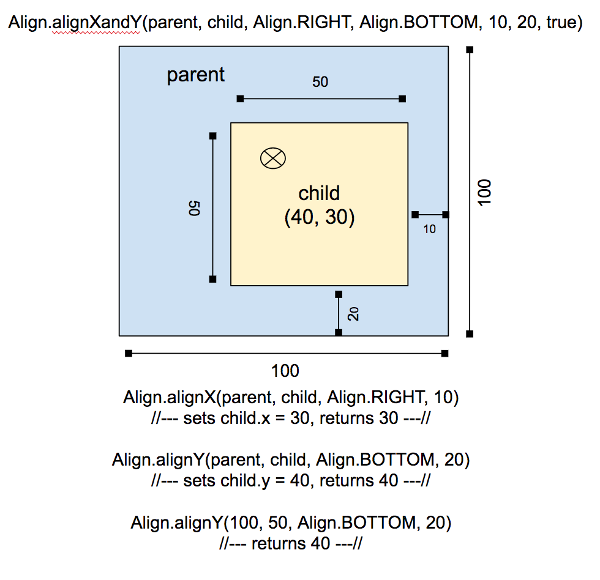 Align.alignXandY(parent, child, Align.RIGHT, Align.BOTTOM, 10, 20, true)
parent
50
50
child
(40, 30)
10
100
20
100
Align.alignX(parent, child, Align.RIGHT, 10)
//--- sets child.x = 30, returns 30 ---//
Align.alignY(parent, child, Align.BOTTOM, 20)
//--- sets child.y = 40, returns 40 ---//
Align.alignY(100, 50, Align.BOTTOM, 20)
//--- returns 40 ---//